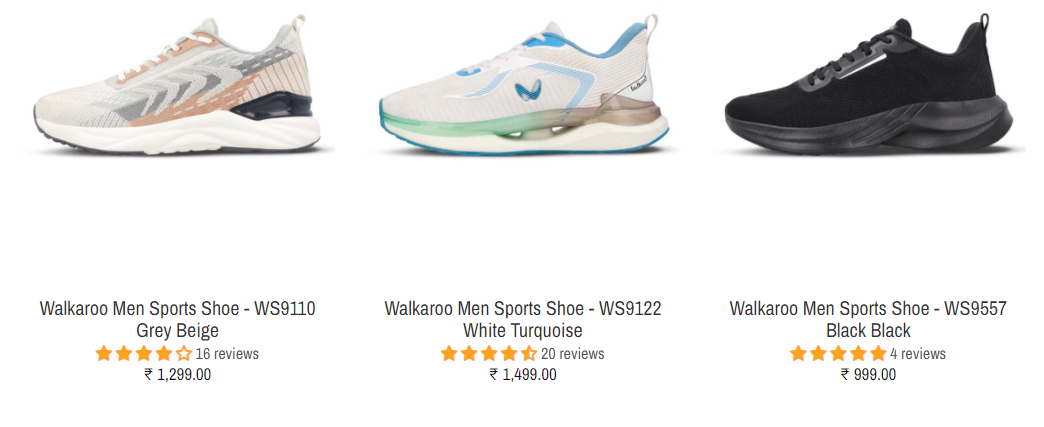 Walkaroo Men Sports Shoe - WS9110
Grey Beige
16 reviews
₹ 1,299.00
Walkaroo Men Sports Shoe - WS9122
White Turquoise
20 reviews
₹ 1,499.00
Walkaroo Men Sports Shoe - WS9557
Black Black
4 reviews
₹ 999.00